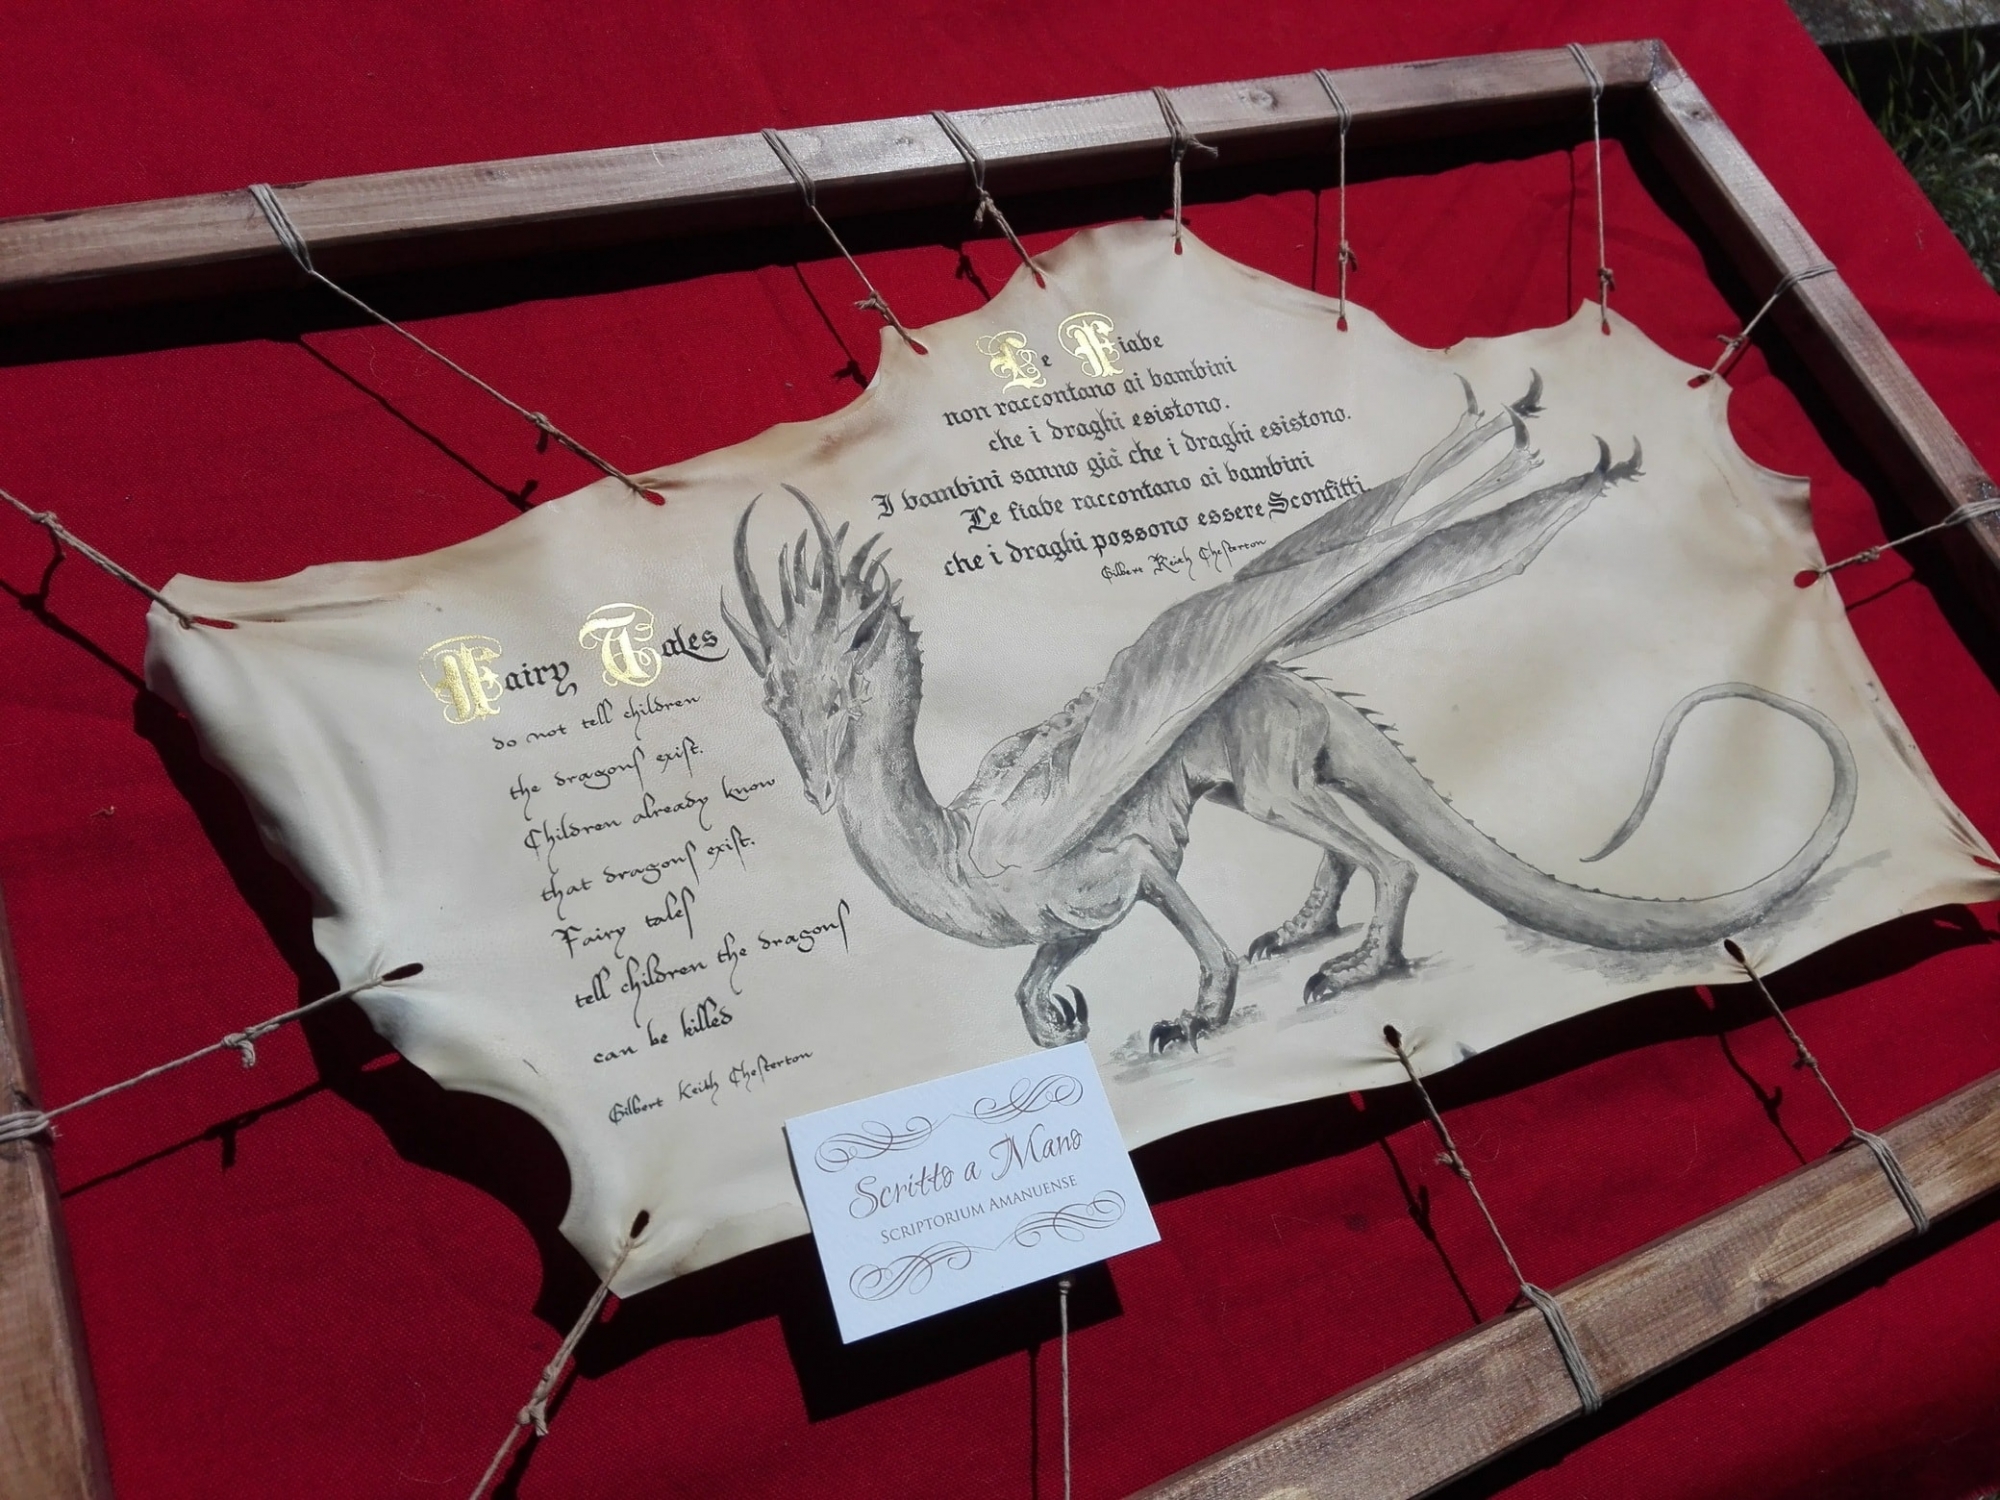 Le Fiabe
non raccontano ai bambini
che i draghi esistono.
I bambini sanno già che i draghi esistono.
Le fiabe raccontano ai bambini
che i draghi possono essere Sconfitti.
Gilbert Keith Chesterton
Fairy Tales
do not tell children
the dragons exist.
Children already know
that dragons exist.
Fairy tales
tell children the dragons
can be killed
Gilbert Keith Chesterton
Scritto a Mano
SCRIPTORIUM AMANUENSE